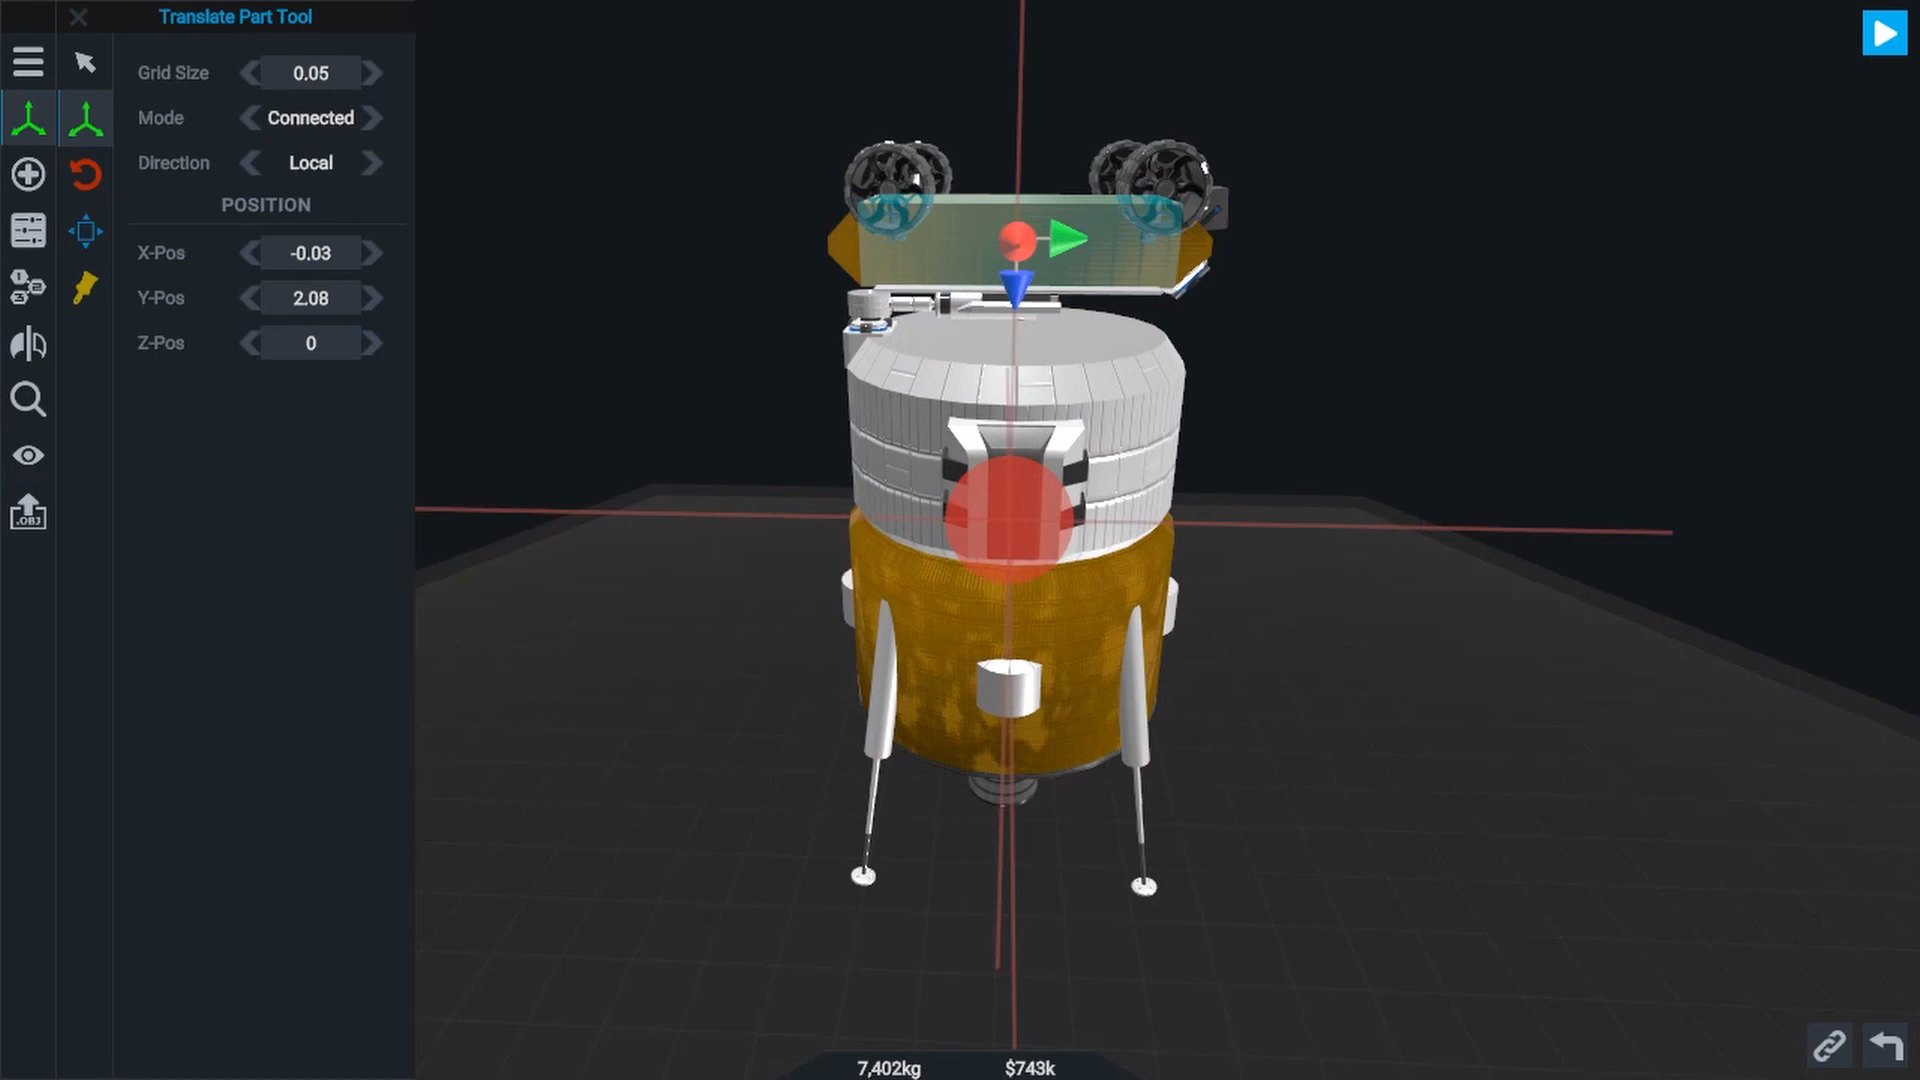 Translate Part Tool
Grid Size 0.05
Mode Connected
Direction Local
POSITION
X-Pos -0.03
Y-Pos 2.08
Z-Pos 0
.OBJ
7,402kg $743k